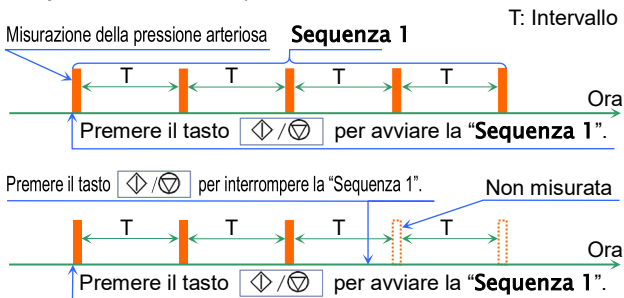 T: Intervallo
Misurazione della pressione arteriosa Sequenza 1
T T T T
Ora
Premere il tasto / per avviare la “Sequenza 1”.
Premere il tasto / per interrompere la “Sequenza 1”.
Non misurata
T T T T
Ora
Premere il tasto / per avviare la “Sequenza 1”.